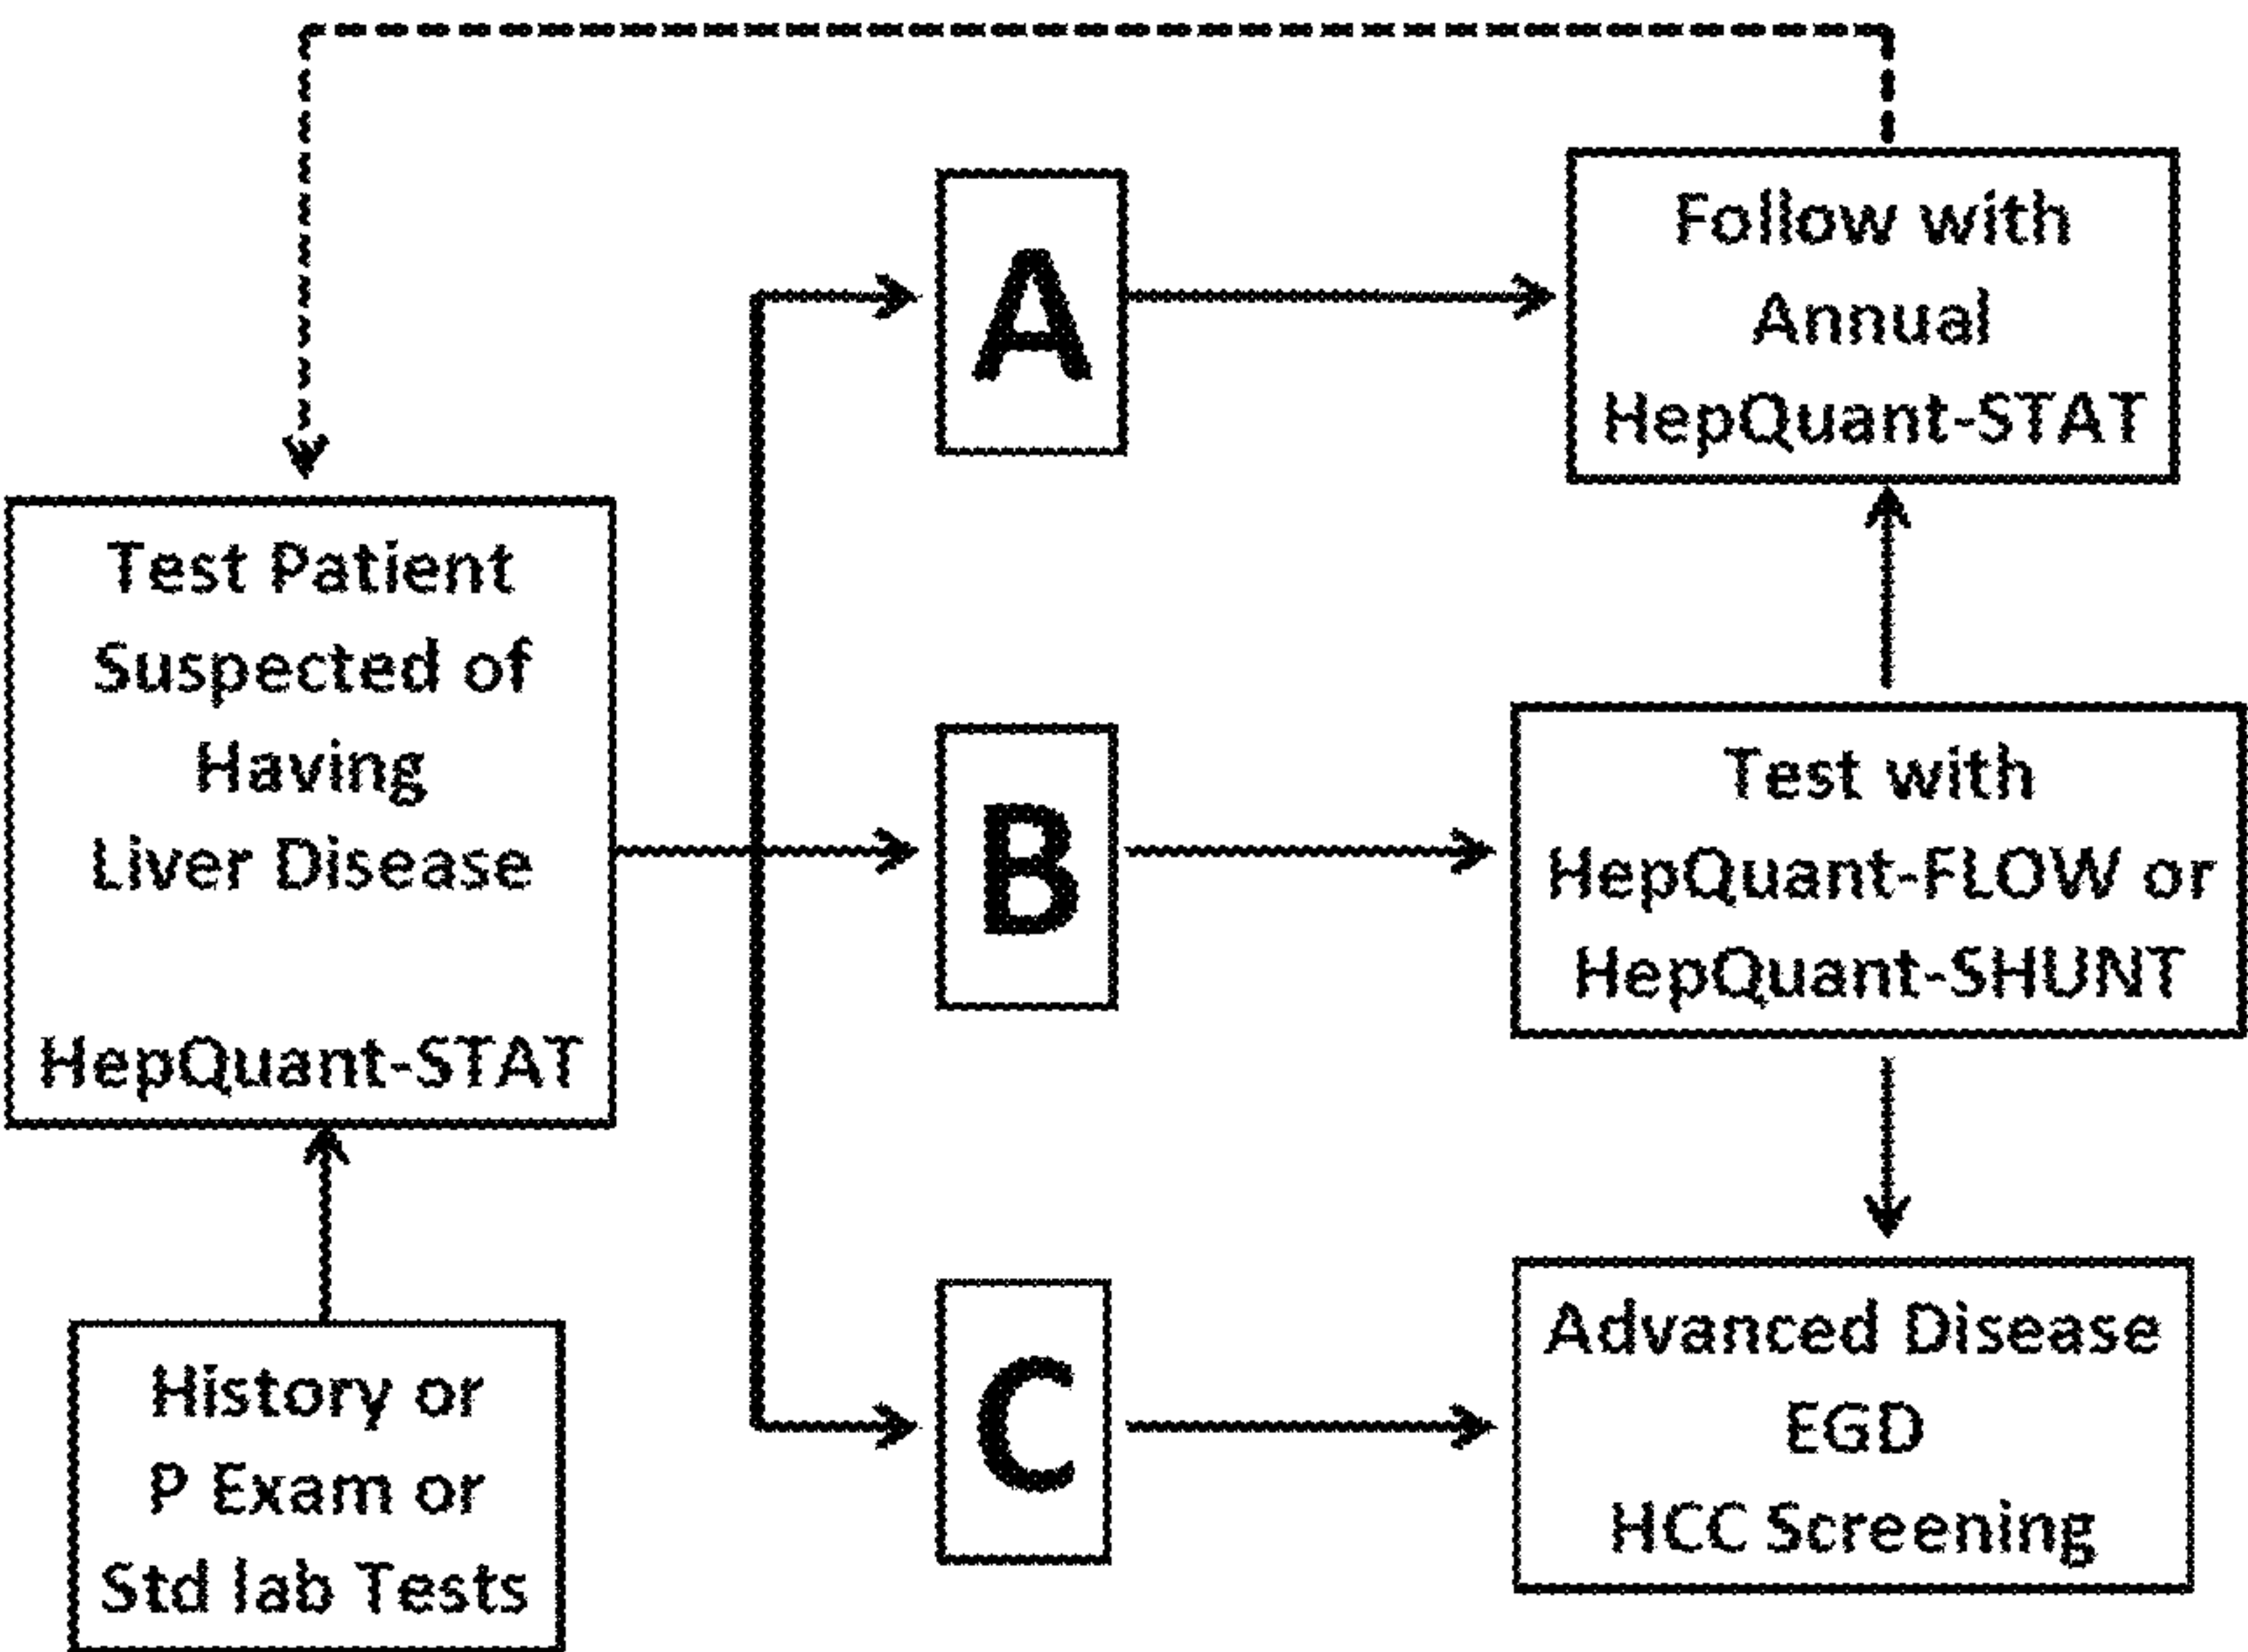 Test Patient
Suspected of
Having
Liver Disease
HepQuant-STAT
History or
P Exam or
Std lab Tests
A
B
C
Follow with
Annual
HepQuant-STAT
Test with
HepQuant-FLOW or
HepQuant-SHUNT
Advanced Disease
EGD
HCC Screening